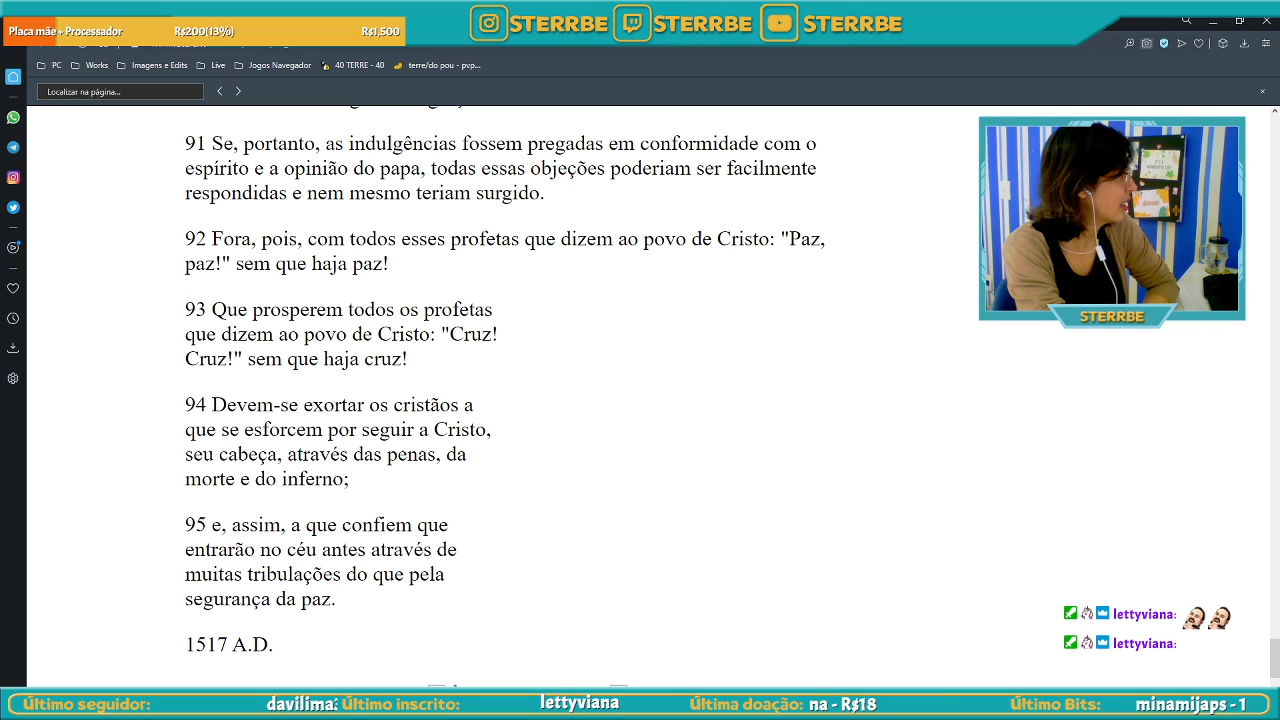 Placa mãe + Processador R$200(13%) R$1,500
STERRBE STERRBE STERRBE
PC Works Imagens e Edits Live Jogos Navegador 40 TERRE - 40 terre/do pou - pvp...
Localizar na página...
91 Se, portanto, as indulgências fossem pregadas em conformidade com o
espírito e a opinião do papa, todas essas objeções poderiam ser facilmente
respondidas e nem mesmo teriam surgido.
92 Fora, pois, com todos esses profetas que dizem ao povo de Cristo: "Paz,
paz!" sem que haja paz!
93 Que prosperem todos os profetas
que dizem ao povo de Cristo: "Cruz!
Cruz!" sem que haja cruz!
94 Devem-se exortar os cristãos a
que se esforcem por seguir a Cristo,
seu cabeça, através das penas, da
morte e do inferno;
95 e, assim, a que confiem que
entrarão no céu antes através de
muitas tribulações do que pela
segurança da paz.
1517 A.D.
STERRBE
lettyviana:
lettyviana:
Último seguidor: davilima: Último inscrito: lettyviana Última doação: na - R$18 Último Bits: minamijaps - 1